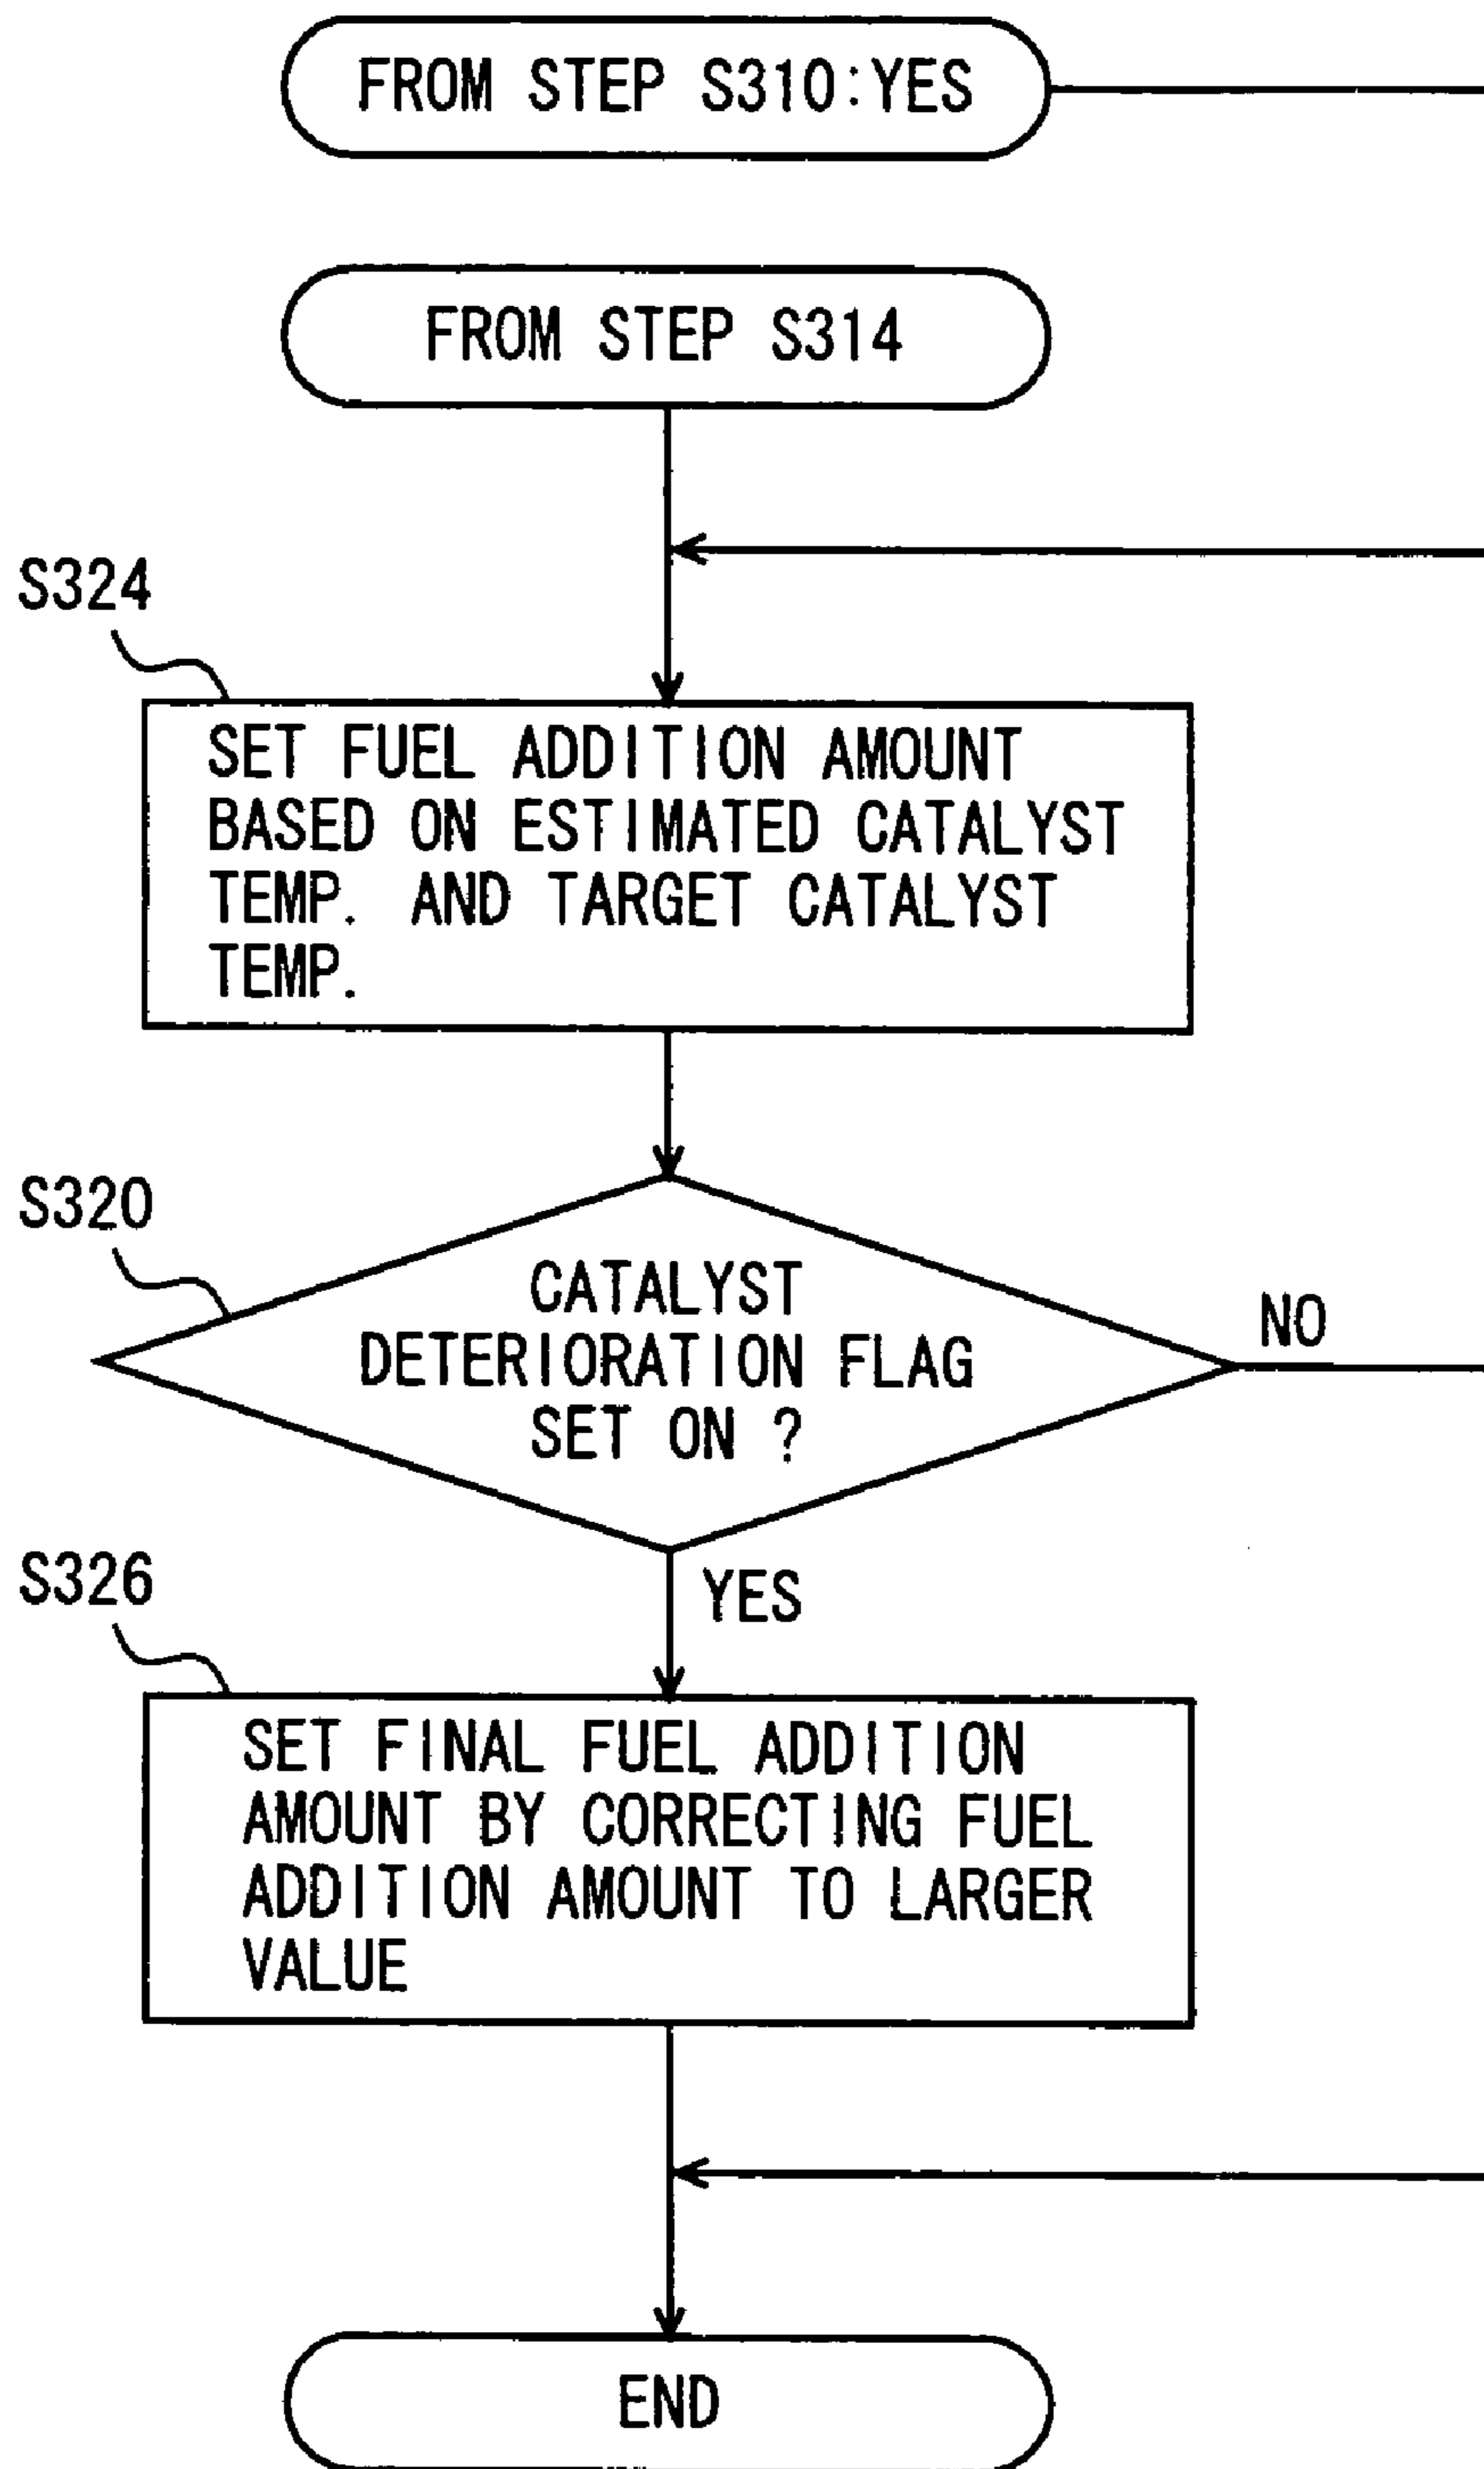 FROM STEP S310:YES
FROM STEP S314
S324
SET FUEL ADDITION AMOUNT
BASED ON ESTIMATED CATALYST
TEMP. AND TARGET CATALYST
TEMP.
S320
CATALYST
DETERIORATION FLAG
SET ON ?
NO
YES
S326
SET FINAL FUEL ADDITION
AMOUNT BY CORRECTING FUEL
ADDITION AMOUNT TO LARGER
VALUE
END